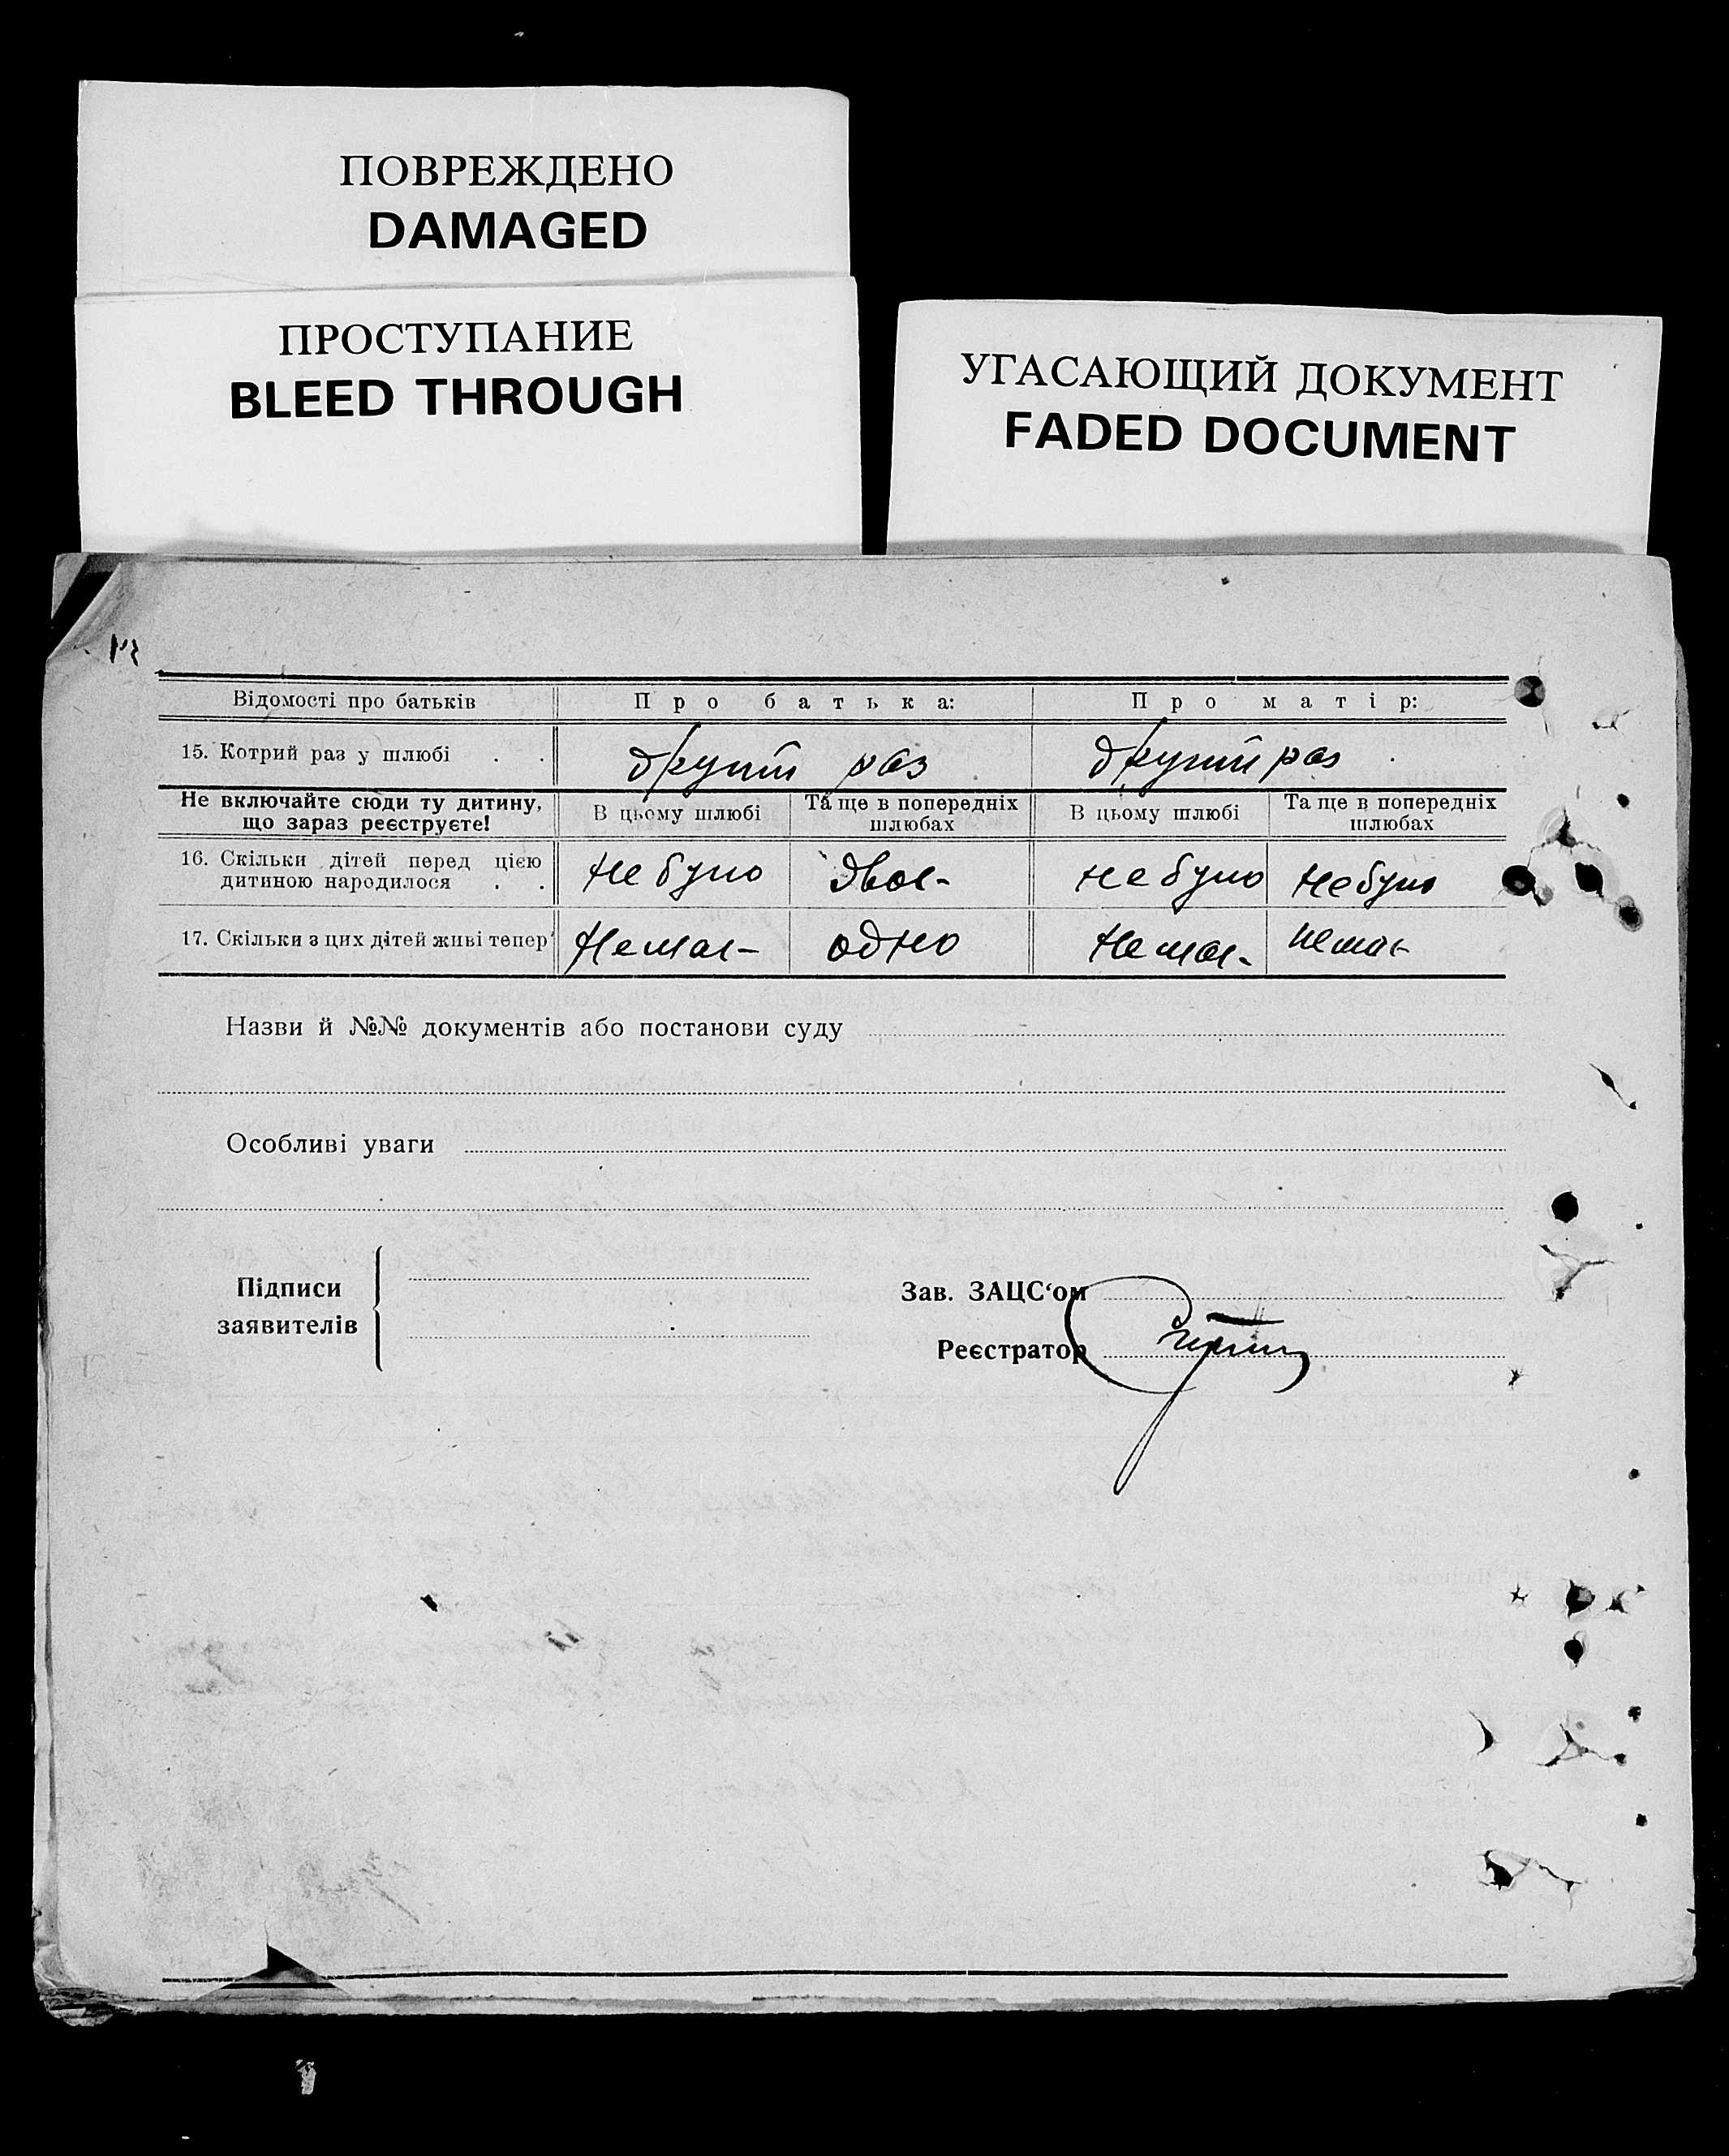 ПОВРЕЖДЕНО
DAMAGED
ПРОСТУПАНИЕ
BLEED THROUGH
УГАСАЮЩИЙ ДОКУМЕНТ
FADED DOCUMENT
Відомості про батьків Про батька: Про матір:
15. Котрий раз у шлюбі . . другий раз другий раз
Не включайте сюди ту дитину, що зараз реєструєте! В цьому шлюбі Та ще в попередніх шлюбах В цьому шлюбі Та ще в попередніх шлюбах
16. Скільки дітей перед цією дитиною народилося . . не було двоє не було не було
17. Скільки з цих дітей живі тепер немає одно немає немає
Назви й №№ документів або постанови суду
Особливі уваги
Підписи заявителів
Зав. ЗАЦС‘ом
Реєстратор